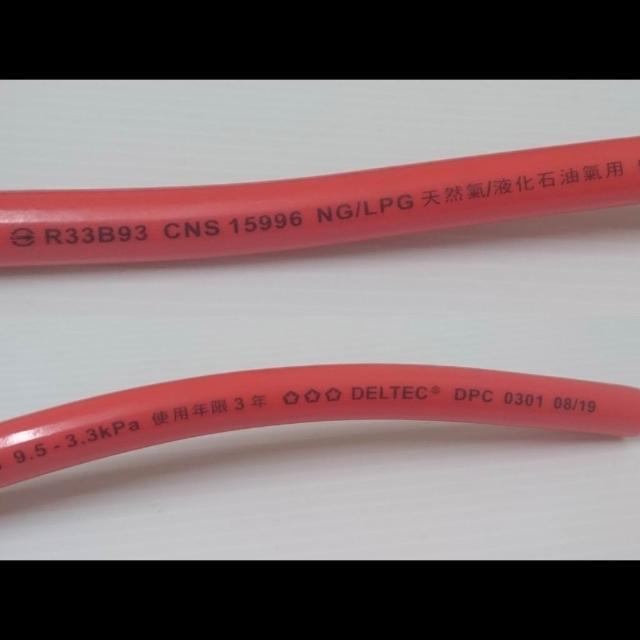 R33B93 CNS 15996 NG/LPG 天然氣/液化石油氣用
9.5 - 3.3kPa 使用年限 3 年 DELTEC® DPC 0301 08/19